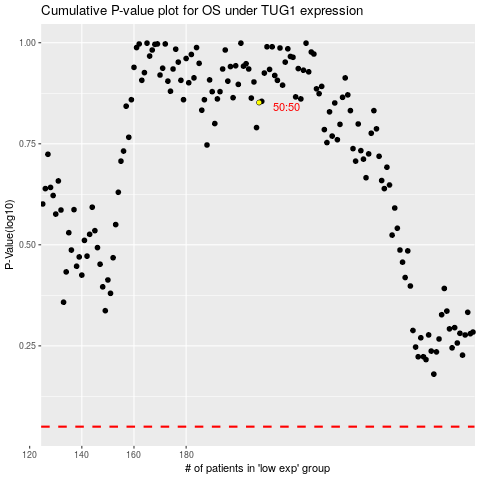 Cumulative P-value plot for OS under TUG1 expression
P-Value(log10)
1.00
0.75
0.50
0.25
50:50
120 140 160 180
# of patients in 'low exp' group